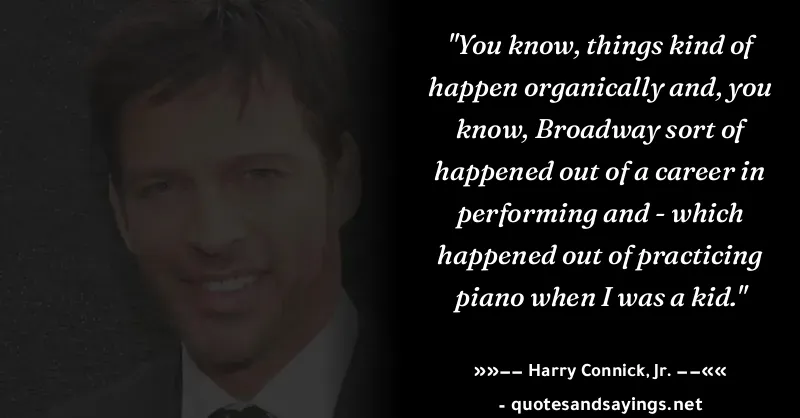 "You know, things kind of
happen organically and, you
know, Broadway sort of
happened out of a career in
performing and - which
happened out of practicing
piano when I was a kid."
»»–– Harry Connick, Jr. ––««
- quotesandsayings.net